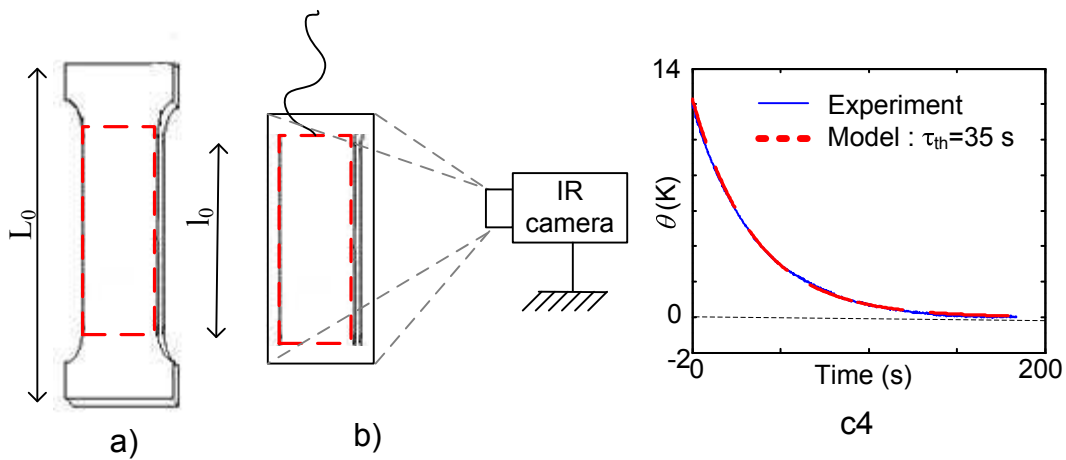 L₀
a)
l₀
b)
IR
camera
14
Experiment
Model : τth=35 s
θ (K)
0
-2
-0
Time (s)
200
c4